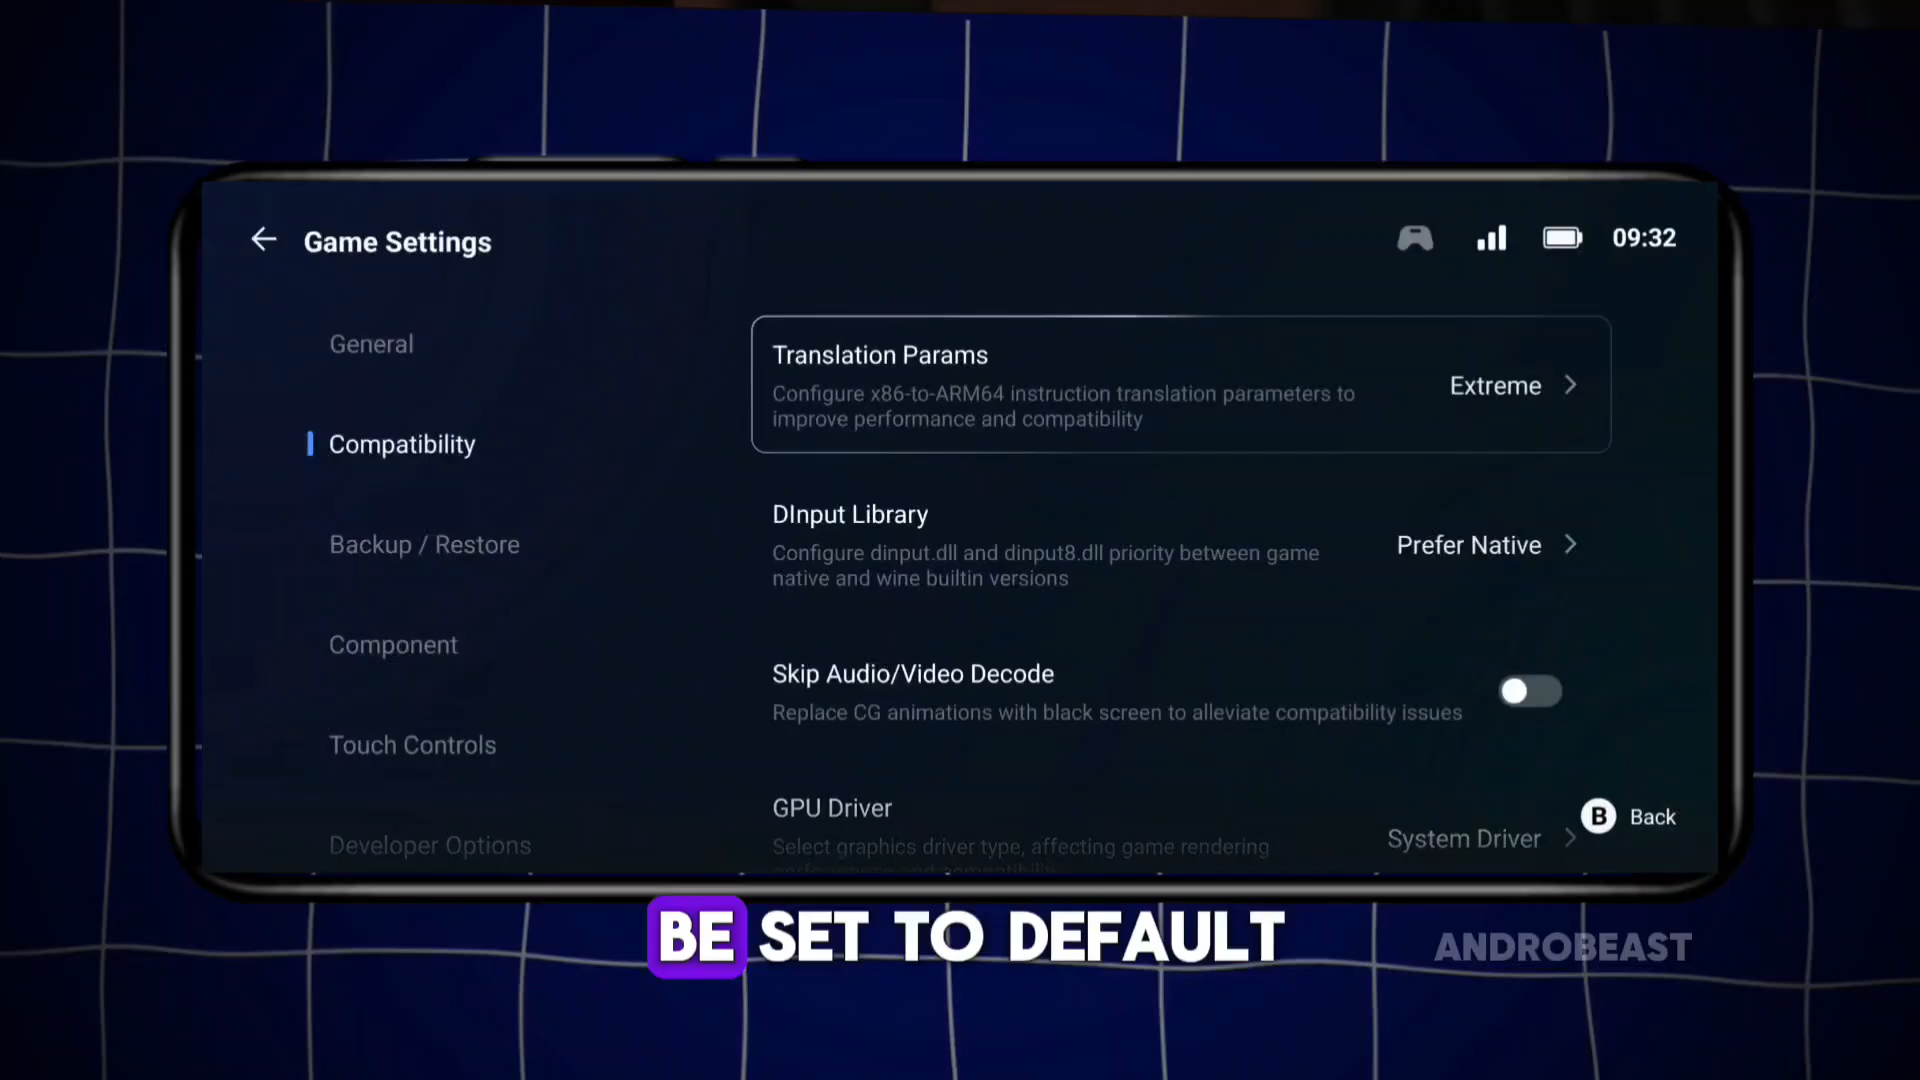 Game Settings
09:32
General
Compatibility
Backup / Restore
Component
Touch Controls
Developer Options
Translation Params
Configure x86-to-ARM64 instruction translation parameters to
improve performance and compatibility
Extreme
DInput Library
Configure dinput.dll and dinput8.dll priority between game
native and wine builtin versions
Prefer Native
Skip Audio/Video Decode
Replace CG animations with black screen to alleviate compatibility issues
GPU Driver
Select graphics driver type, affecting game rendering
System Driver
B Back
BE SET TO DEFAULT
ANDROBEAST